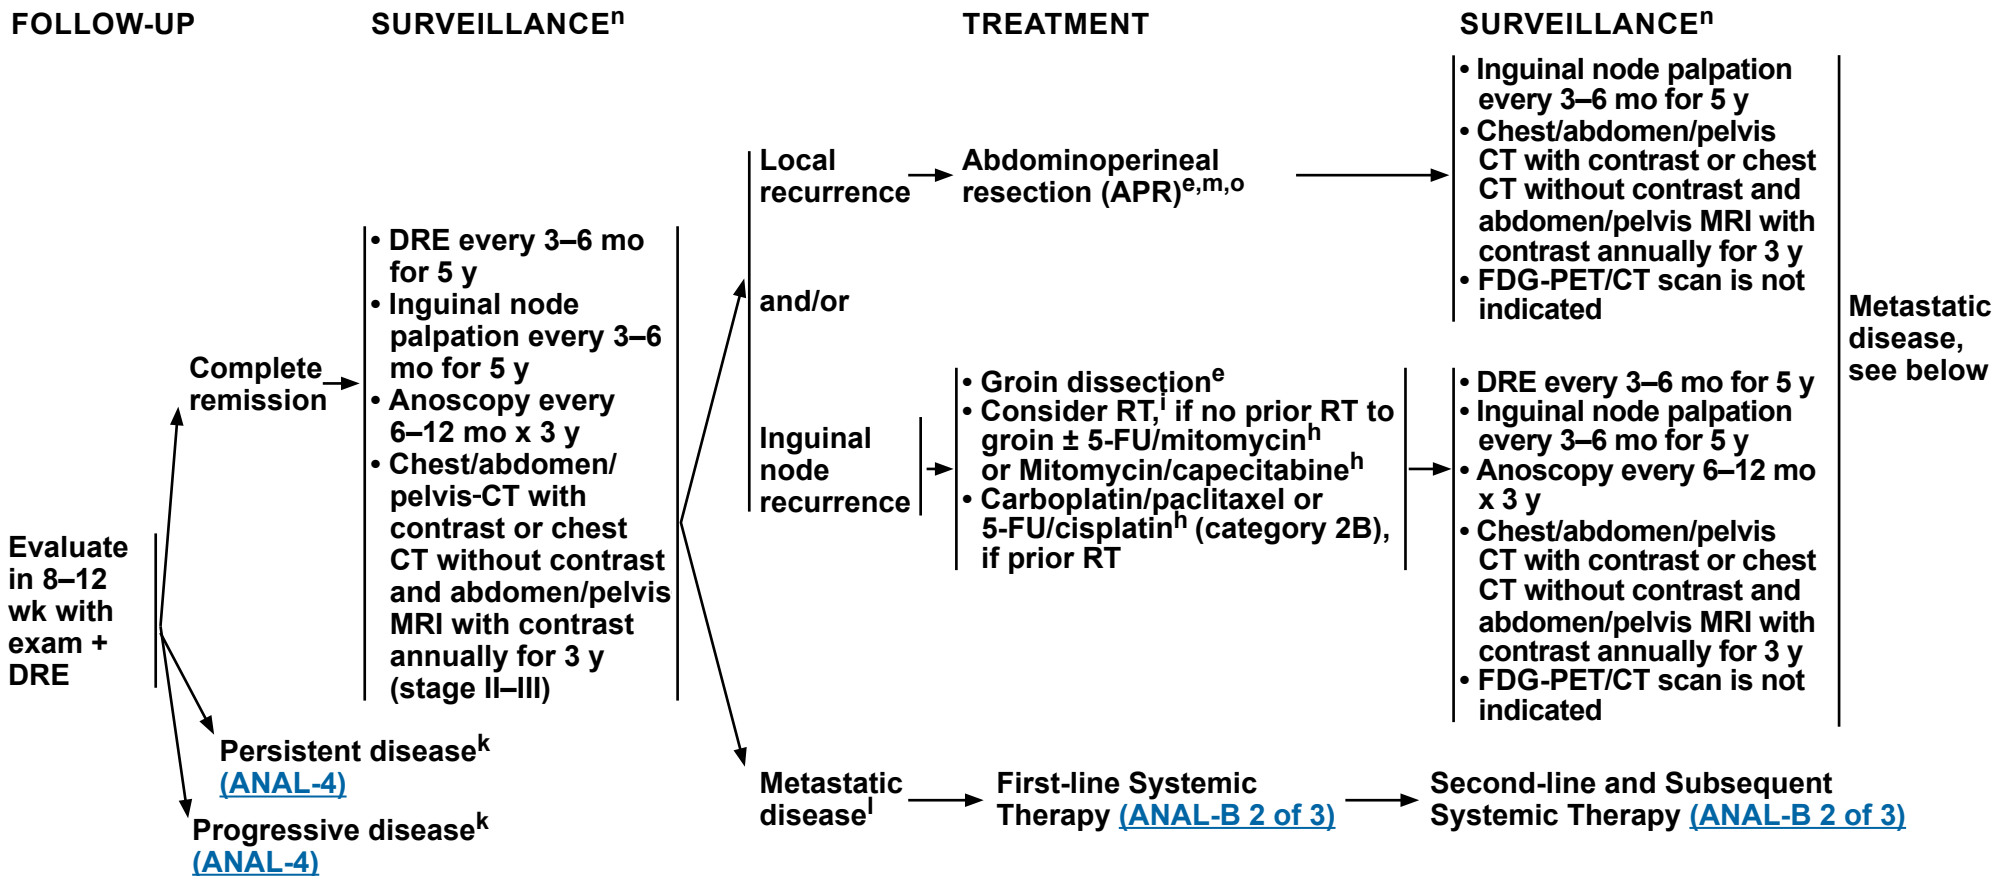 FOLLOW-UP
SURVEILLANCEⁿ
TREATMENT
SURVEILLANCEⁿ
Evaluate
in 8–12
wk with
exam +
DRE
Complete
remission
Persistent diseaseᵏ
(ANAL-4)
Progressive diseaseᵏ
(ANAL-4)
• DRE every 3–6 mo
for 5 y
• Inguinal node
palpation every 3–6
mo for 5 y
• Anoscopy every
6–12 mo x 3 y
• Chest/abdomen/
pelvis-CT with
contrast or chest
CT without contrast
and abdomen/pelvis
MRI with contrast
annually for 3 y
(stage II–III)
Local
recurrence
and/or
Inguinal
node
recurrence
Metastatic
diseaseˡ
Abdominoperineal
resection (APR)ᵉ,ᵐ,ᵒ
• Groin dissectionᵉ
• Consider RT,ⁱ if no prior RT to
groin ± 5-FU/mitomycinʰ
or Mitomycin/capecitabineʰ
• Carboplatin/paclitaxel or
5-FU/cisplatinʰ (category 2B),
if prior RT
First-line Systemic
Therapy (ANAL-B 2 of 3)
• Inguinal node palpation
every 3–6 mo for 5 y
• Chest/abdomen/pelvis
CT with contrast or chest
CT without contrast and
abdomen/pelvis MRI with
contrast annually for 3 y
• FDG-PET/CT scan is not
indicated
• DRE every 3–6 mo for 5 y
• Inguinal node palpation
every 3–6 mo for 5 y
• Anoscopy every 6–12 mo
x 3 y
• Chest/abdomen/pelvis
CT with contrast or chest
CT without contrast and
abdomen/pelvis MRI with
contrast annually for 3 y
• FDG-PET/CT scan is not
indicated
Second-line and Subsequent
Systemic Therapy (ANAL-B 2 of 3)
Metastatic
disease,
see below